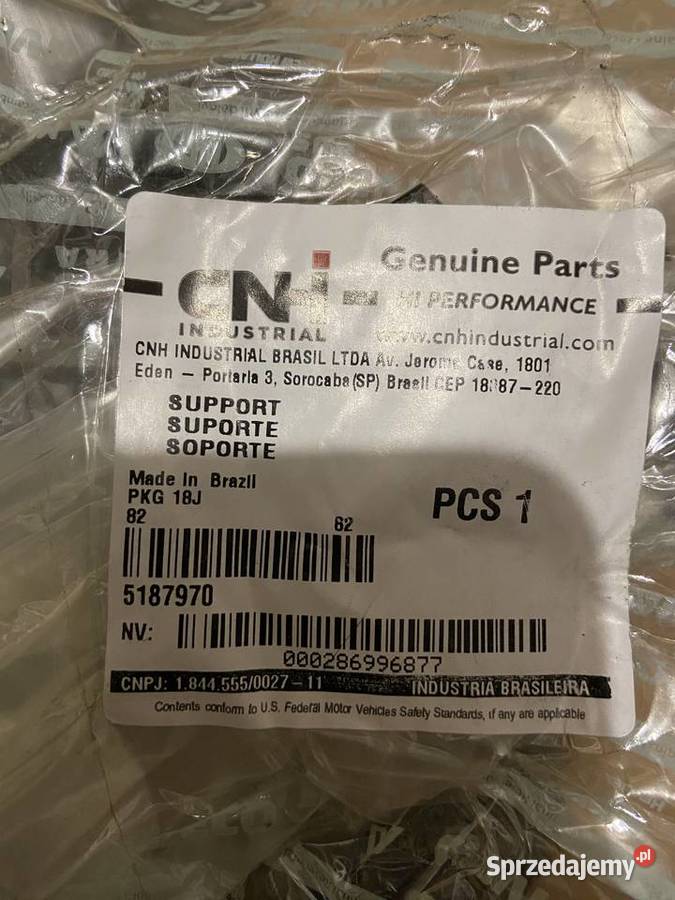 CNHi
INDUSTRIAL
Genuine Parts
HI PERFORMANCE
www.cnhindustrial.com
CNH INDUSTRIAL BRASIL LTDA Av. Jerome Case, 1801
Eden - Portaria 3, Sorocaba(SP) Brasil CEP 18087-220
SUPPORT
SUPORTE
SOPORTE
Made In Brazil
PKG 18J
PCS 1
82 62
5187970
NV:
000286996877
CNPJ: 1.844.555/0027-11 INDUSTRIA BRASILEIRA
Contents conform to U.S. Federal Motor Vehicles Safety Standards, if any are applicable
Sprzedajemy.pl